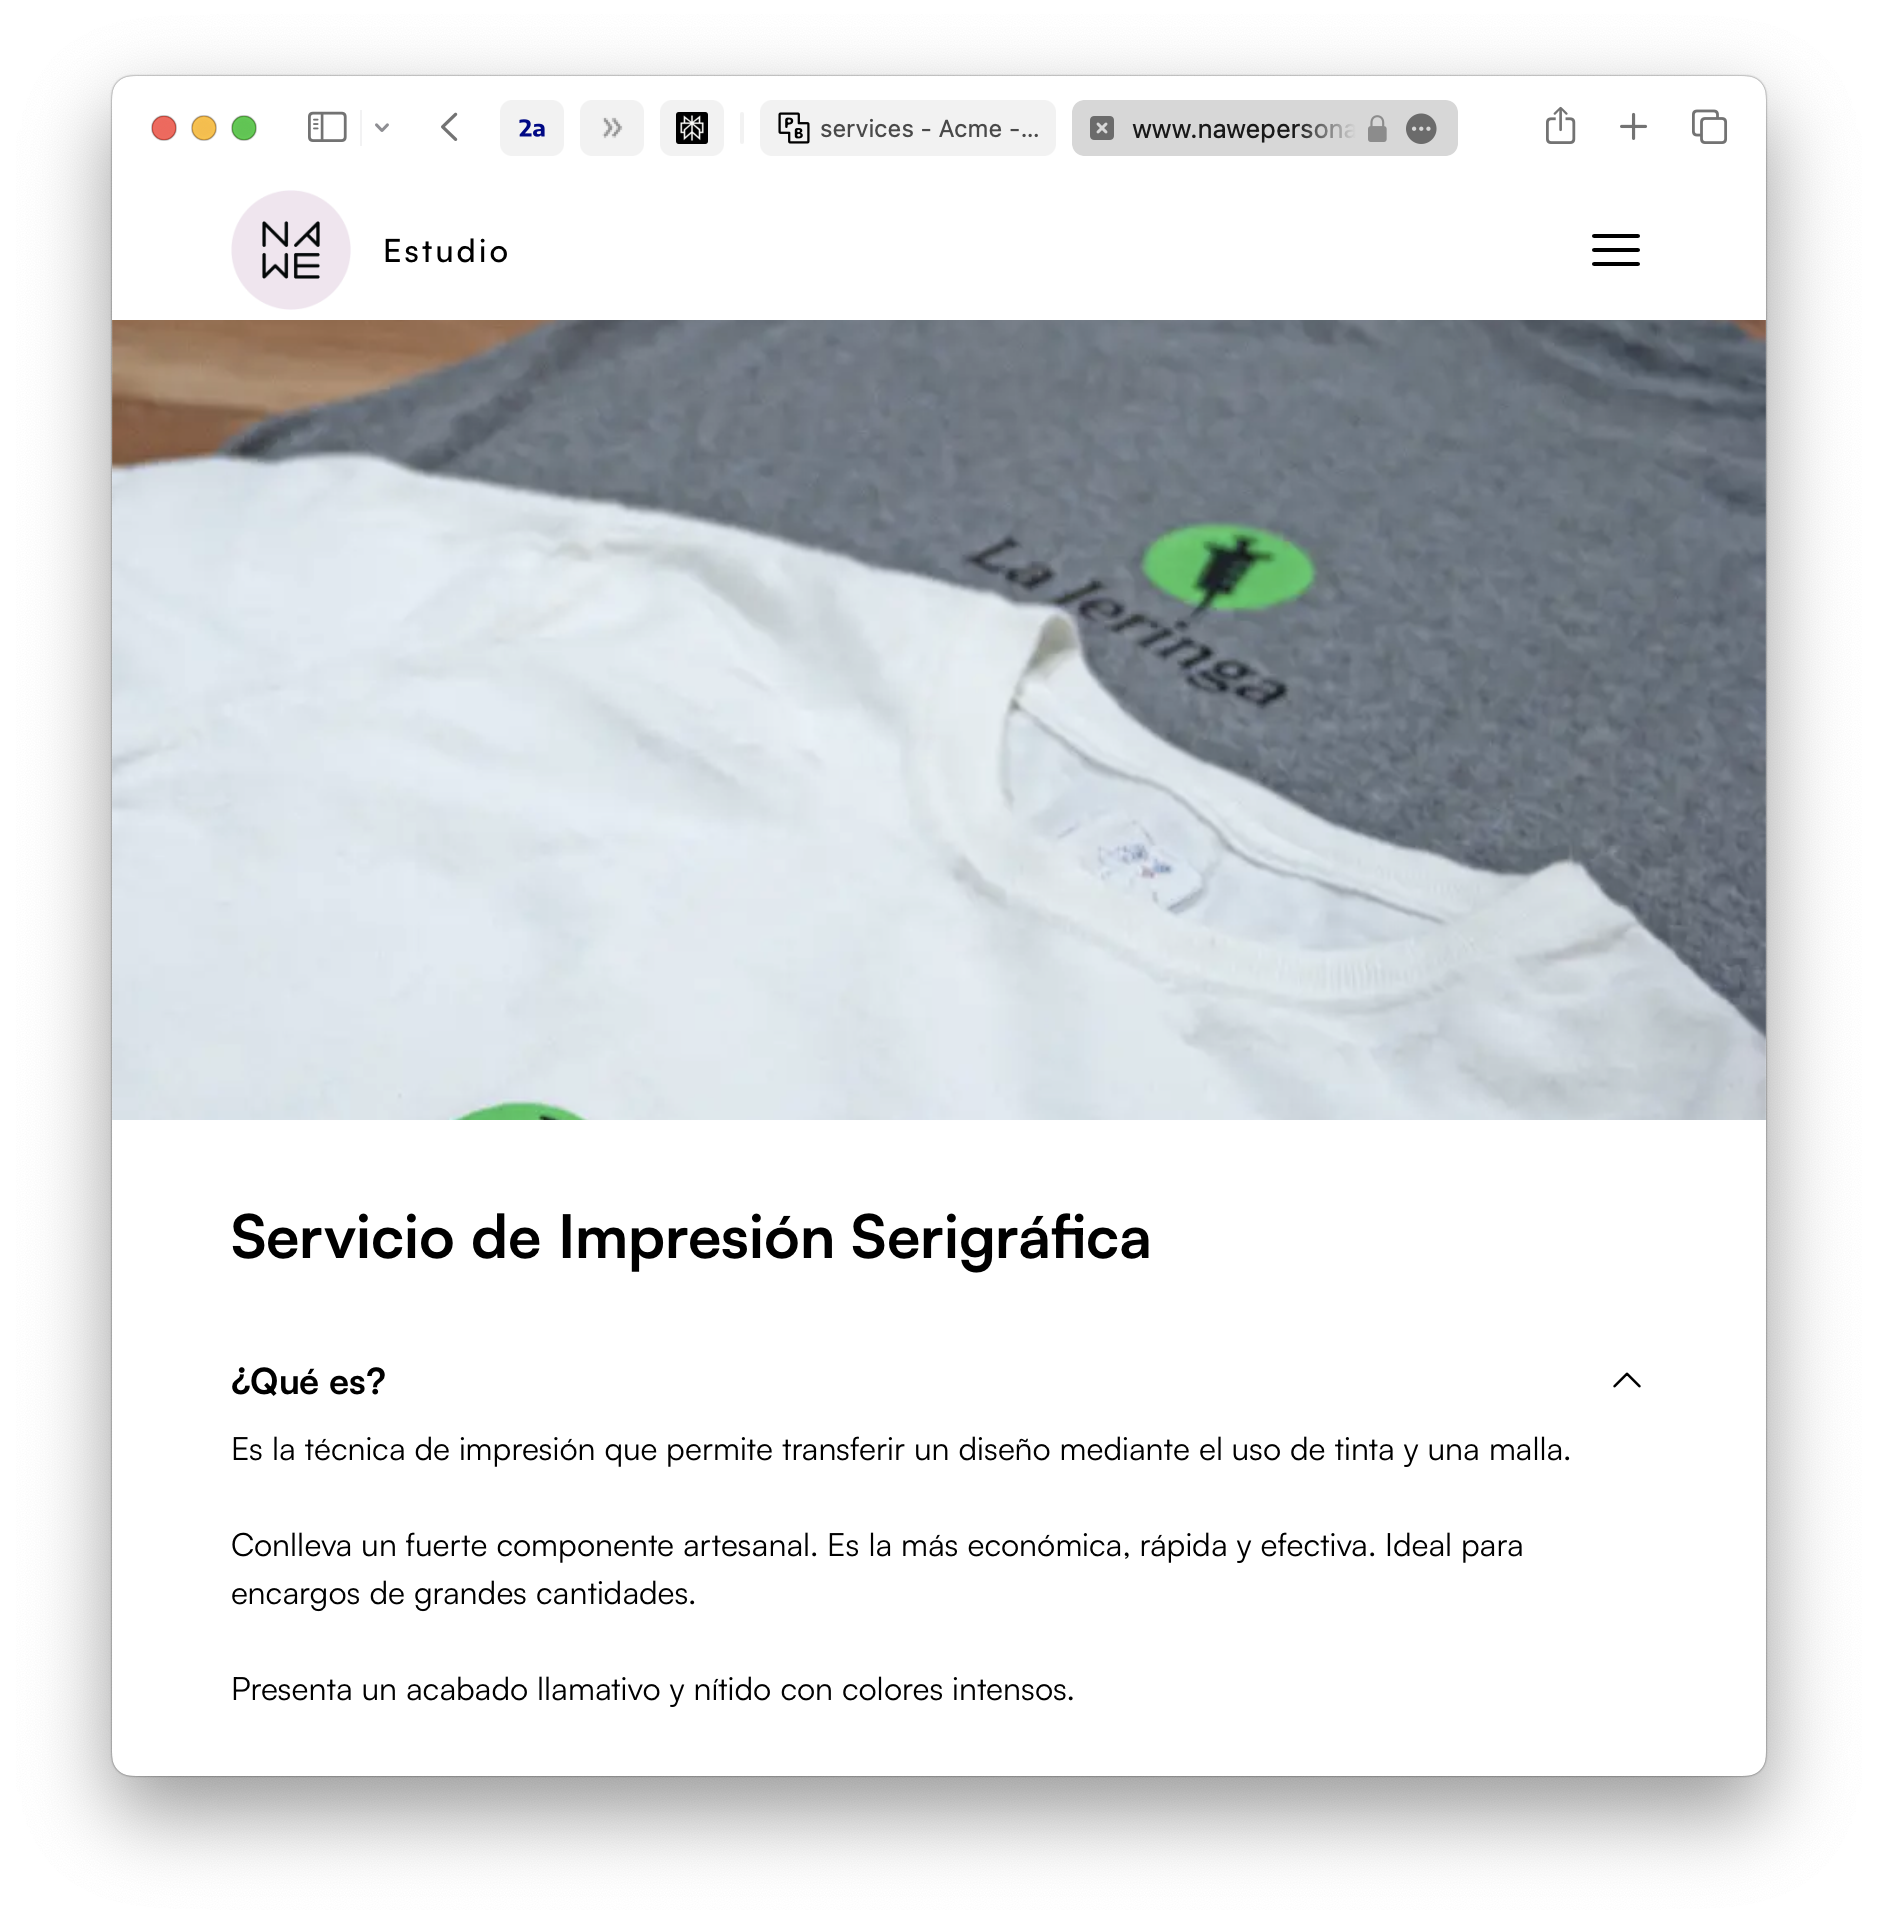 2a
services - Acme -...
www.nawepersona
NA
WE
Estudio
La Jeringa
Servicio de Impresión Serigráfica
¿Qué es?
Es la técnica de impresión que permite transferir un diseño mediante el uso de tinta y una malla.
Conlleva un fuerte componente artesanal. Es la más económica, rápida y efectiva. Ideal para
encargos de grandes cantidades.
Presenta un acabado llamativo y nítido con colores intensos.